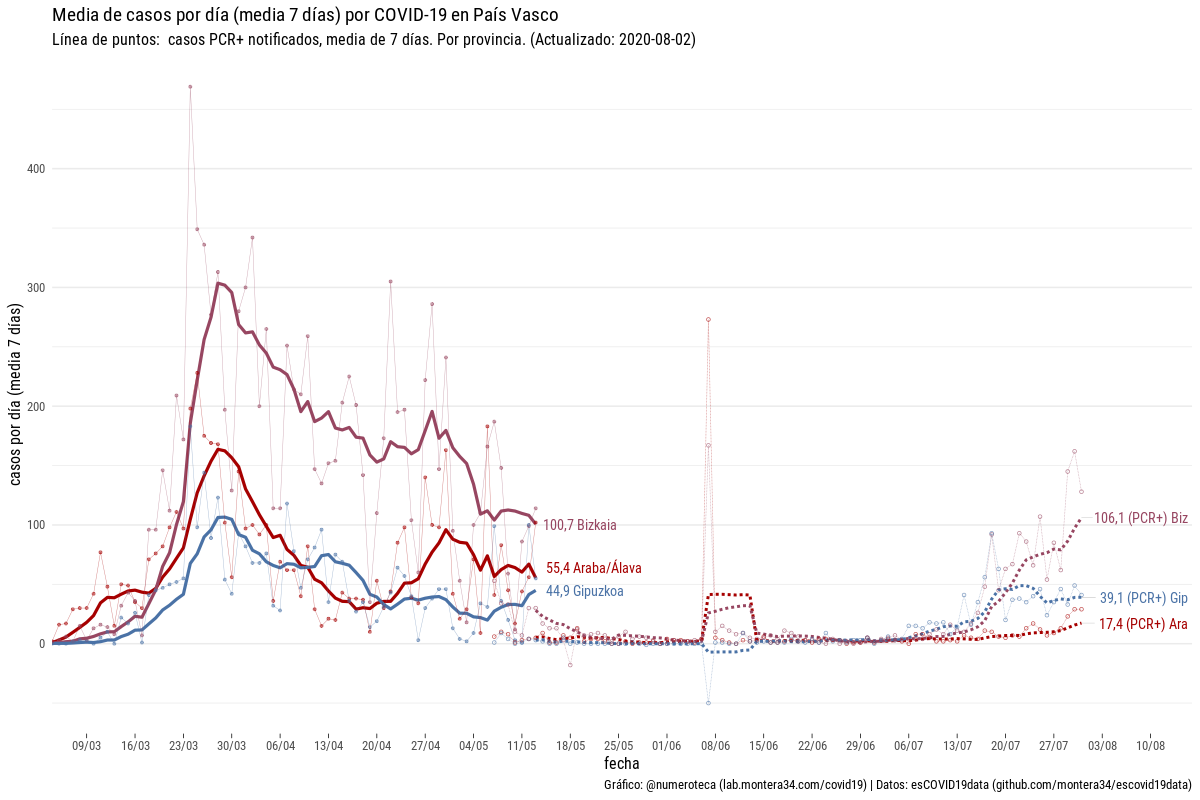 Media de casos por día (media 7 días) por COVID-19 en País Vasco
Línea de puntos:  casos PCR+ notificados, media de 7 días. Por provincia. (Actualizado: 2020-08-02)
casos por día (media 7 días)
400
300
200
100
0
100,7 Bizkaia
55,4 Araba/Álava
44,9 Gipuzkoa
106,1 (PCR+) Biz
39,1 (PCR+) Gip
17,4 (PCR+) Ara
09/03 16/03 23/03 30/03 06/04 13/04 20/04 27/04 04/05 11/05 18/05 25/05 01/06 08/06 15/06 22/06 29/06 06/07 13/07 20/07 27/07 03/08 10/08
fecha
Gráfico: @numeroteca (lab.montera34.com/covid19) | Datos: esCOVID19data (github.com/montera34/escovid19data)